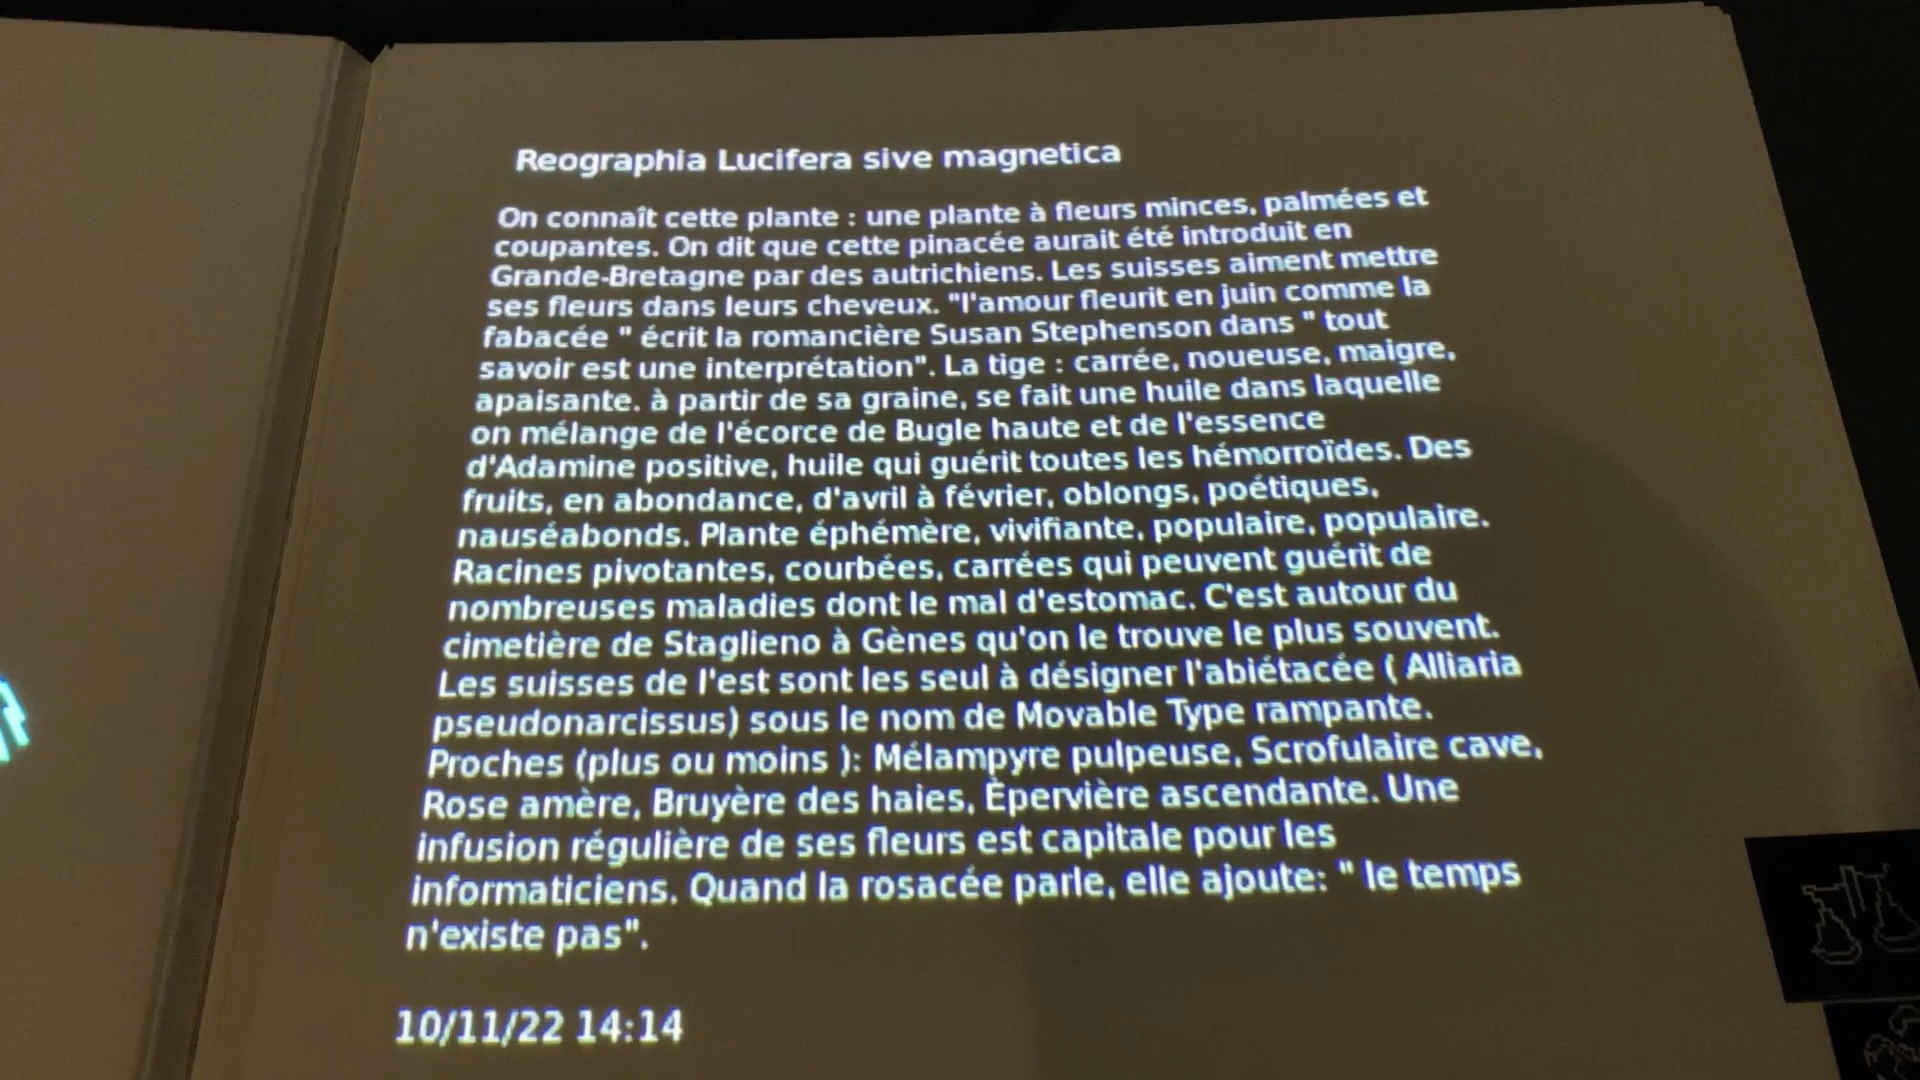 Reographia Lucifera sive magnetica
On connaît cette plante : une plante à fleurs minces, palmées et
coupantes. On dit que cette pinacée aurait été introduit en
Grande-Bretagne par des autrichiens. Les suisses aiment mettre
ses fleurs dans leurs cheveux. "l'amour fleurit en juin comme la
fabacée " écrit la romancière Susan Stephenson dans " tout
savoir est une interprétation". La tige : carrée, noueuse, maigre,
apaisante. à partir de sa graine, se fait une huile dans laquelle
on mélange de l'écorce de Bugle haute et de l'essence
d'Adamine positive, huile qui guérit toutes les hémorroïdes. Des
fruits, en abondance, d'avril à février, oblongs, poétiques,
nauséabonds. Plante éphémère, vivifiante, populaire, populaire.
Racines pivotantes, courbées, carrées qui peuvent guérit de
nombreuses maladies dont le mal d'estomac. C'est autour du
cimetière de Staglieno à Gènes qu'on le trouve le plus souvent.
Les suisses de l'est sont les seul à désigner l'abiétacée ( Alliaria
pseudonarcissus) sous le nom de Movable Type rampante.
Proches (plus ou moins ): Mélampyre pulpeuse, Scrofulaire cave,
Rose amère, Bruyère des haies, Èpervière ascendante. Une
infusion régulière de ses fleurs est capitale pour les
informaticiens. Quand la rosacée parle, elle ajoute: " le temps
n'existe pas".
10/11/22 14:14